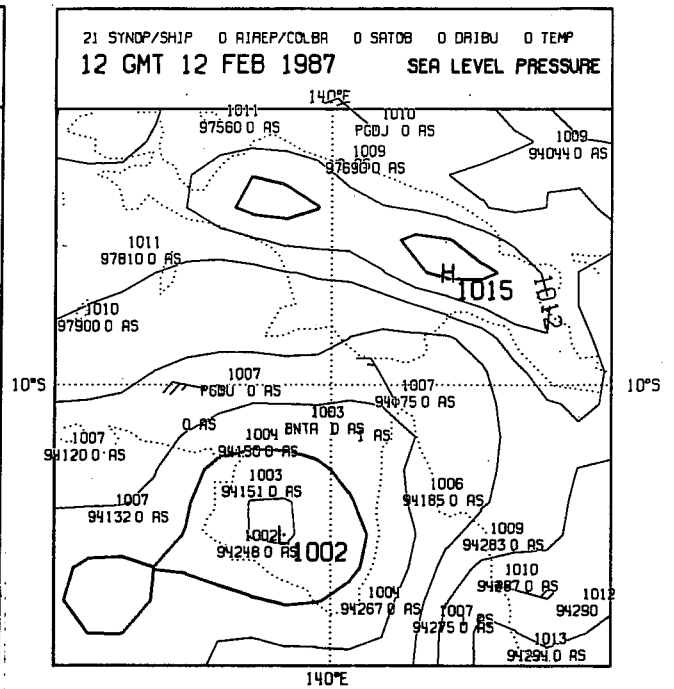 21 SYNOP/SHIP 0 AIREP/COLBA 0 SATOB 0 DRIBU 0 TEMP
12 GMT 12 FEB 1987 SEA LEVEL PRESSURE
140°E
1011
97560 0 AS
1010
PGDJ 0 AS
1009
97690 0 AS
1009
94044 0 AS
1011
97810 0 AS
H
1015
1012
1010
97900 0 AS
10°S
1007
PGDU 0 AS
1007
94175 0 AS
10°S
0 AS
1003
BNTA 0 AS
1 AS
1007
94120 0 AS
1004
94150 0 AS
1003
94151 0 AS
1006
94185 0 AS
1007
94132 0 AS
1002
94248 0 AS
L
1002
1009
94283 0 AS
1010
94287 0 AS
1004
94267 0 AS
1007
94275 0 AS
1012
94290
1013
94294 0 AS
140°E